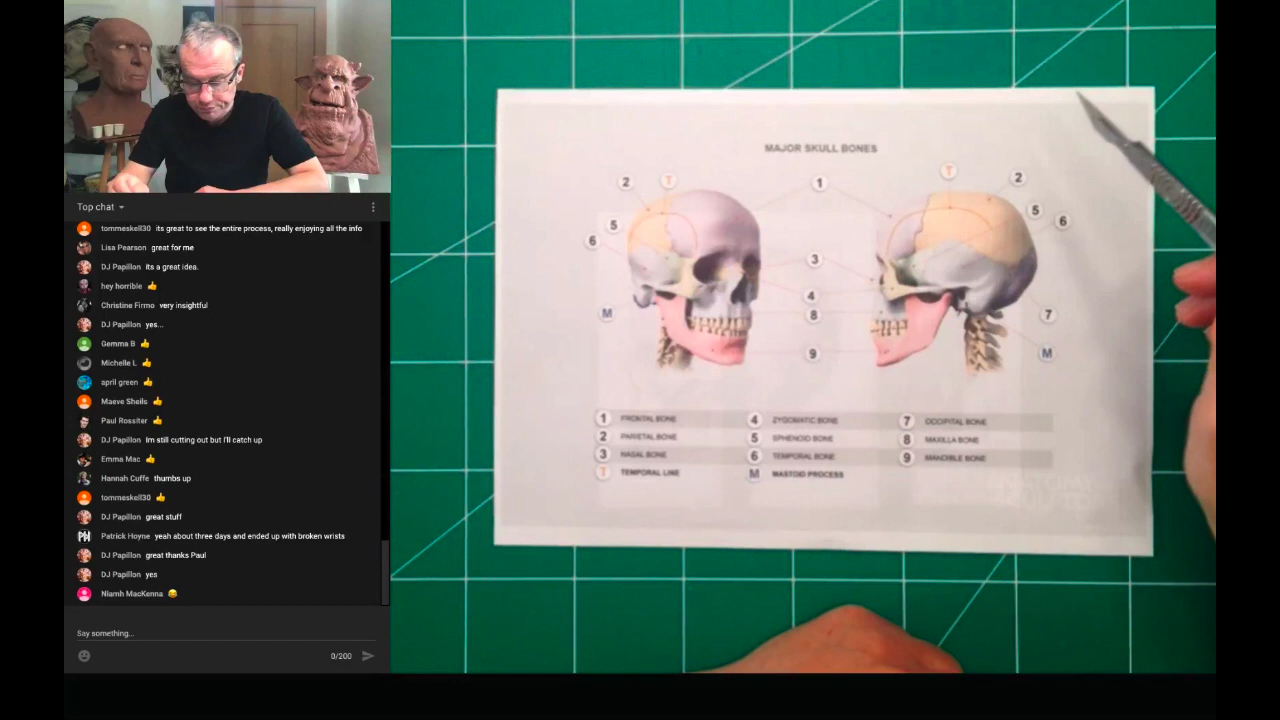 Top chat
tommeskell30 its great to see the entire process, really enjoying all the info
Lisa Pearson great for me
DJ Papillon its a great idea.
hey horrible 👍
Christine Firmo very insightful
DJ Papillon yes...
Gemma B 👍
Michelle L 👍
april green 👍
Maeve Sheils 👍
Paul Rossiter 👍
DJ Papillon Im still cutting out but I'll catch up
Emma Mac 👍
Hannah Cuffe thumbs up
tommeskell30 👍
DJ Papillon great stuff
PH Patrick Hoyne yeah about three days and ended up with broken wrists
DJ Papillon great thanks Paul
DJ Papillon yes
Niamh MacKenna 😂
Say something...
0/200
MAJOR SKULL BONES
2 T 1 T 2
5 5
6 6
3
4
M 8 7
9 M
1 FRONTAL BONE 4 ZYGOMATIC BONE 7 OCCIPITAL BONE
2 PARIETAL BONE 5 SPHENOID BONE 8 MAXILLA BONE
3 NASAL BONE 6 TEMPORAL BONE 9 MANDIBLE BONE
T TEMPORAL LINE M MASTOID PROCESS